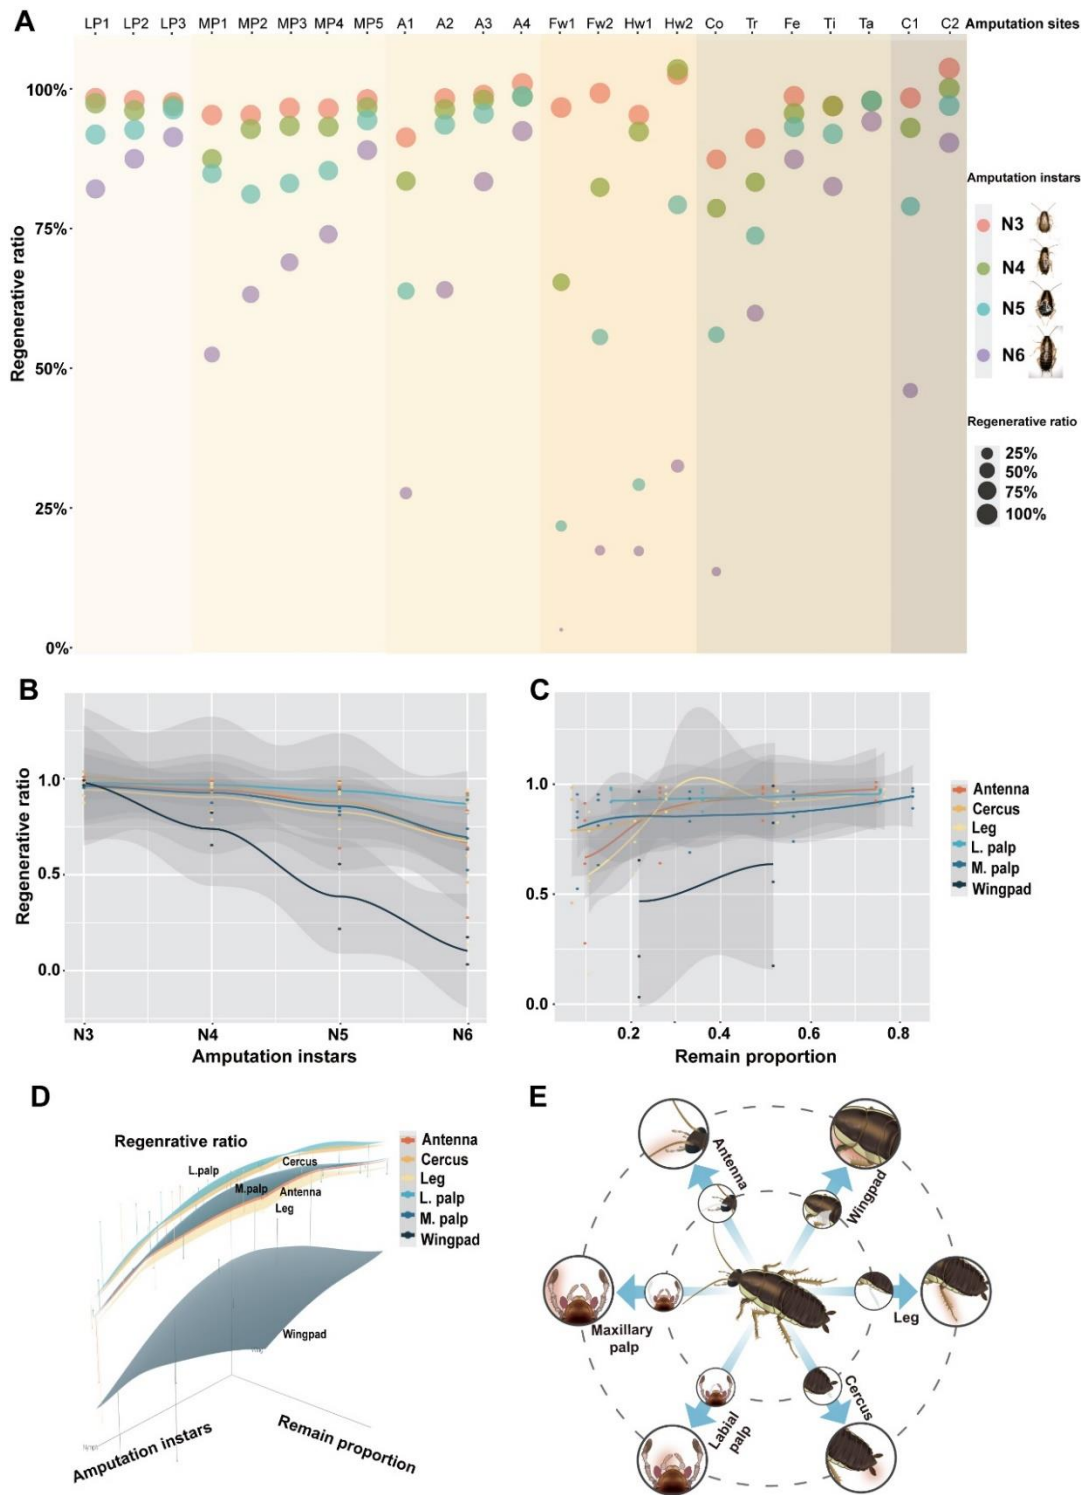 A
LP1 LP2 LP3 MP1 MP2 MP3 MP4 MP5 A1 A2 A3 A4 Fw1 Fw2 Hw1 Hw2 Co Tr Fe Ti Ta C1 C2 Amputation sites
100%
75%
50%
25%
0%
Regenerative ratio
Amputation instars
N3
N4
N5
N6
Regenerative ratio
25%
50%
75%
100%
B
Regenerative ratio
1.0
0.5
0.0
N3 N4 N5 N6
Amputation instars
C
1.0
0.5
0.0
0.2 0.4 0.6 0.8
Remain proportion
Antenna
Cercus
Leg
L. palp
M. palp
Wingpad
D
Regenrative ratio
L.palp
Cercus
M.palp
Antenna
Leg
Wingpad
Amputation instars
Remain proportion
Antenna
Cercus
Leg
L. palp
M. palp
Wingpad
E
Antenna
Wingpad
Maxillary
palp
Leg
Labial
palp
Cercus